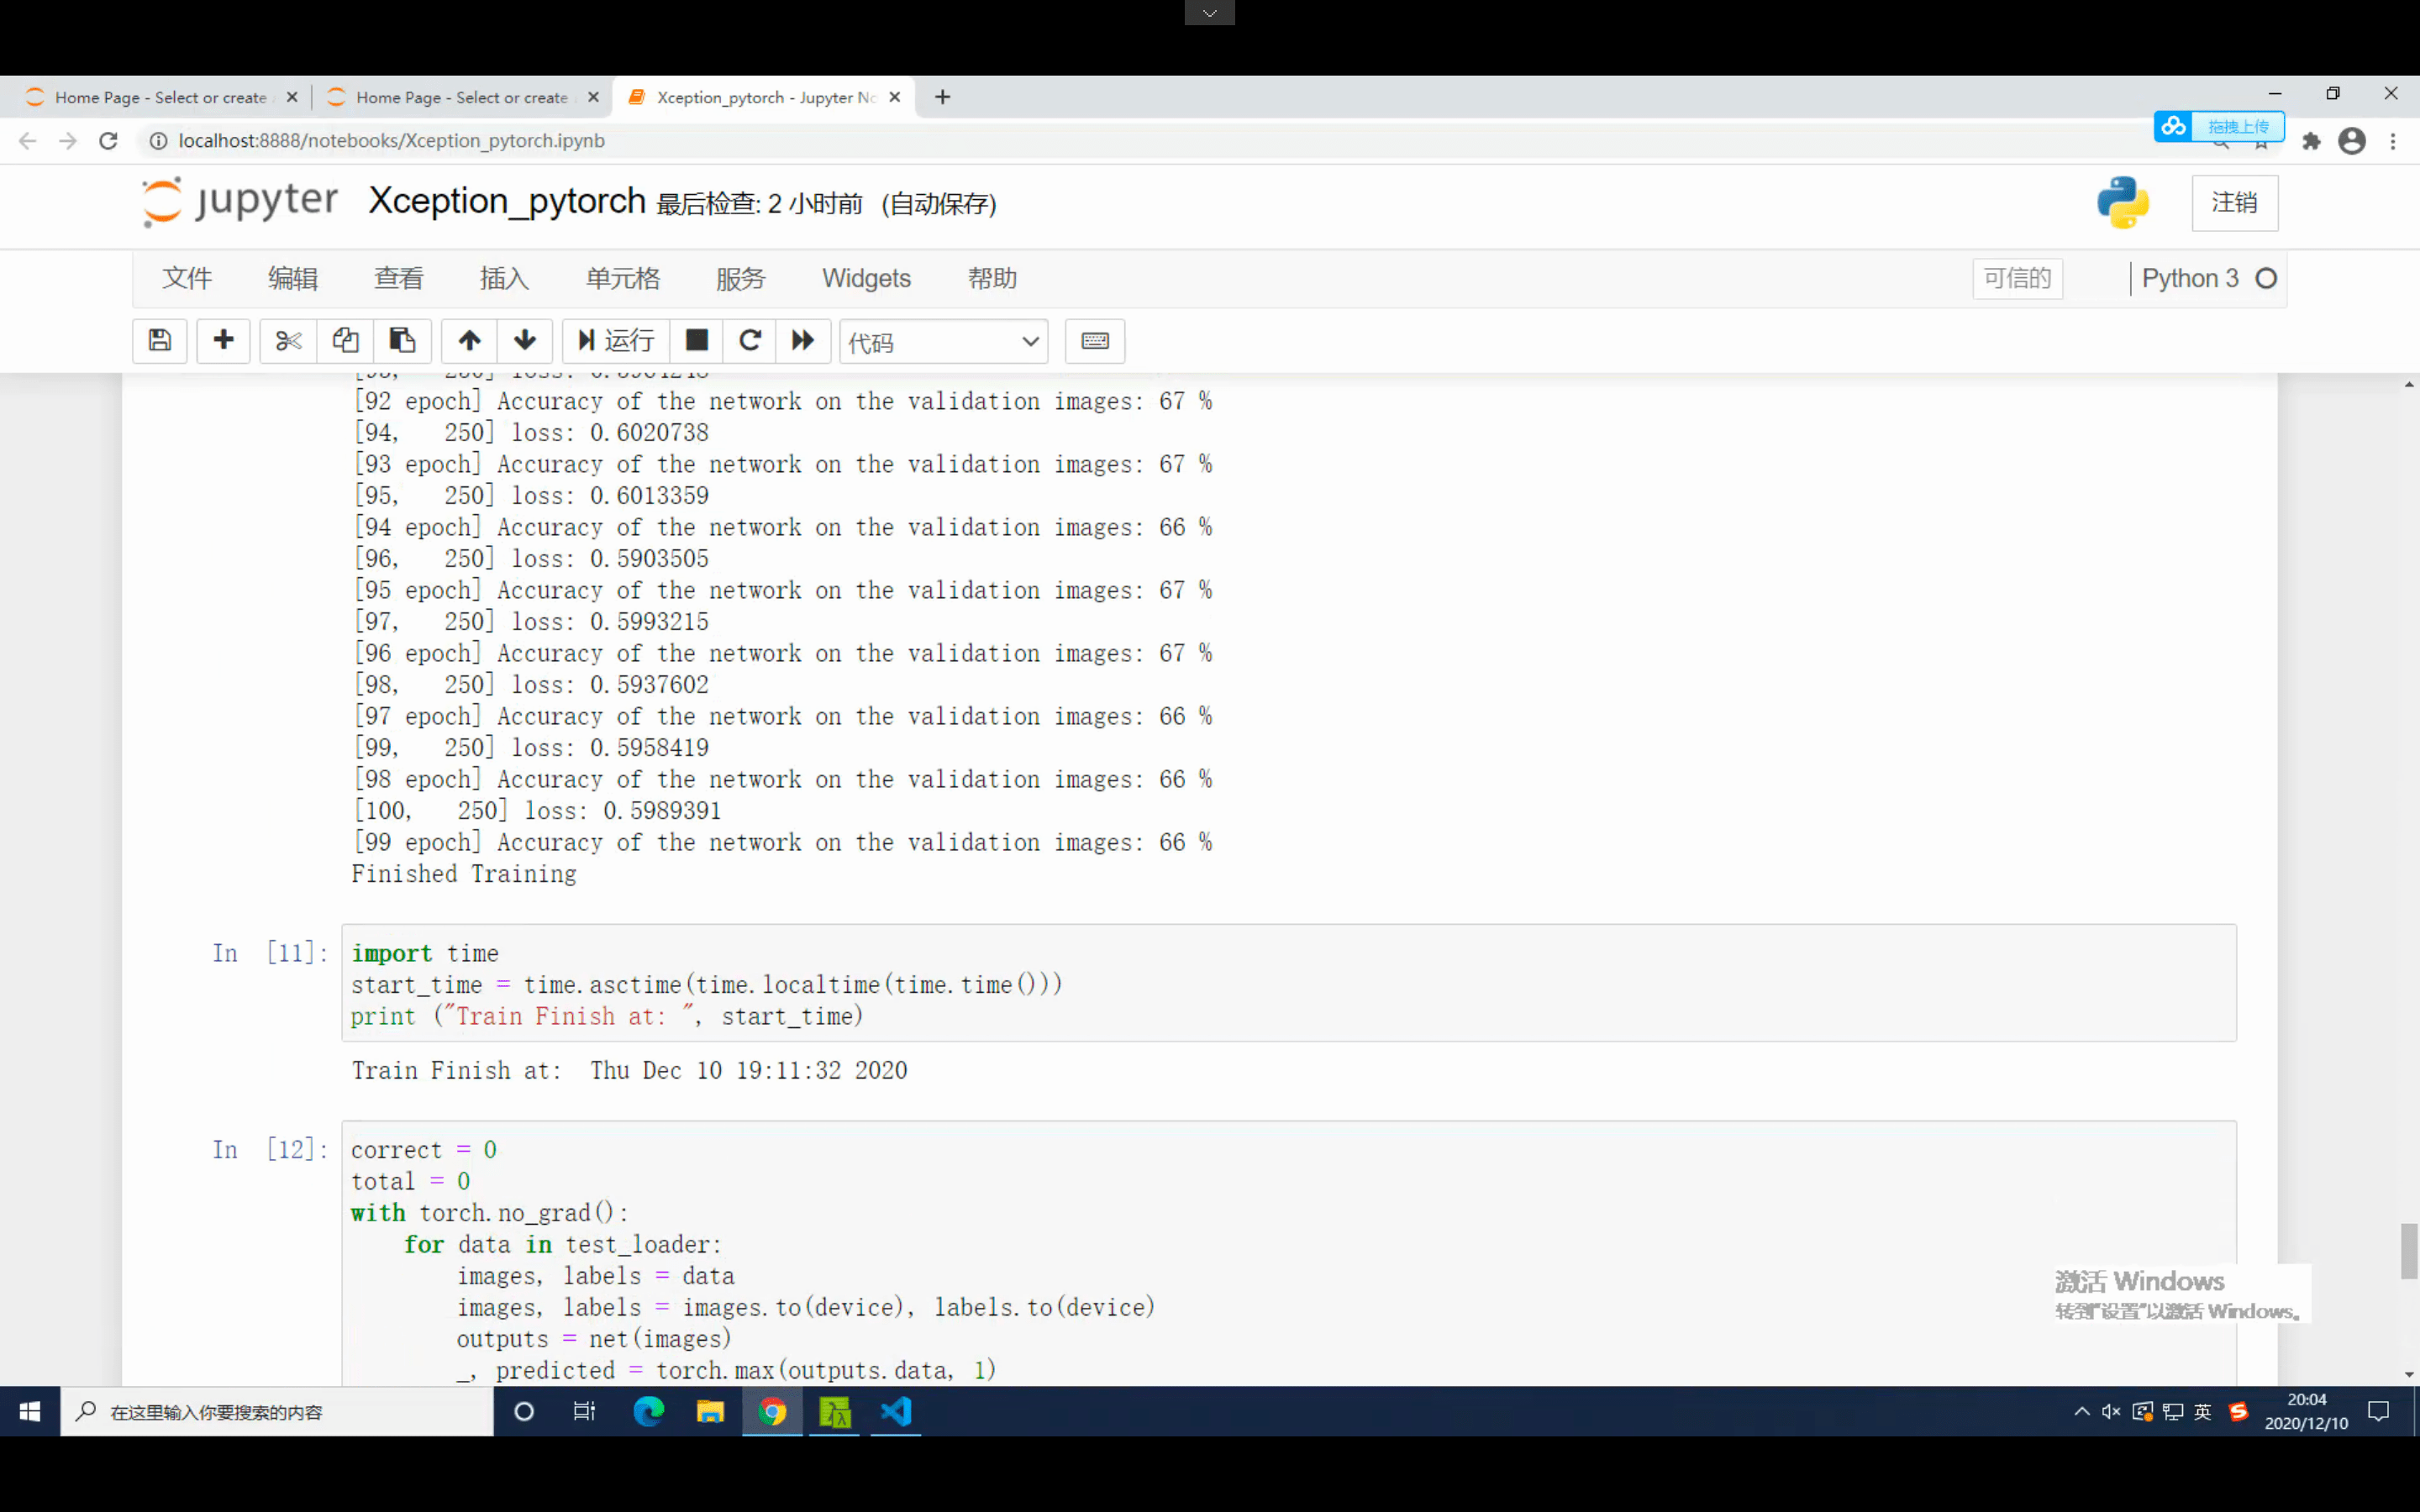 Home Page - Select or create
Home Page - Select or create
Xception_pytorch - Jupyter No
localhost:8888/notebooks/Xception_pytorch.ipynb
拖拽上传
jupyter
Xception_pytorch 最后检查: 2 小时前 (自动保存)
注销
文件 编辑 查看 插入 单元格 服务 Widgets 帮助
可信的
Python 3
运行
代码
[92 epoch] Accuracy of the network on the validation images: 67 %
[94, 250] loss: 0.6020738
[93 epoch] Accuracy of the network on the validation images: 67 %
[95, 250] loss: 0.6013359
[94 epoch] Accuracy of the network on the validation images: 66 %
[96, 250] loss: 0.5903505
[95 epoch] Accuracy of the network on the validation images: 67 %
[97, 250] loss: 0.5993215
[96 epoch] Accuracy of the network on the validation images: 67 %
[98, 250] loss: 0.5937602
[97 epoch] Accuracy of the network on the validation images: 66 %
[99, 250] loss: 0.5958419
[98 epoch] Accuracy of the network on the validation images: 66 %
[100, 250] loss: 0.5989391
[99 epoch] Accuracy of the network on the validation images: 66 %
Finished Training
In [11]:
import time
start_time = time.asctime(time.localtime(time.time()))
print ("Train Finish at: ", start_time)
Train Finish at:  Thu Dec 10 19:11:32 2020
In [12]:
correct = 0
total = 0
with torch.no_grad():
    for data in test_loader:
        images, labels = data
        images, labels = images.to(device), labels.to(device)
        outputs = net(images)
        _, predicted = torch.max(outputs.data, 1)
激活 Windows
转到"设置"以激活 Windows。
在这里输入你要搜索的内容
英
20:04
2020/12/10